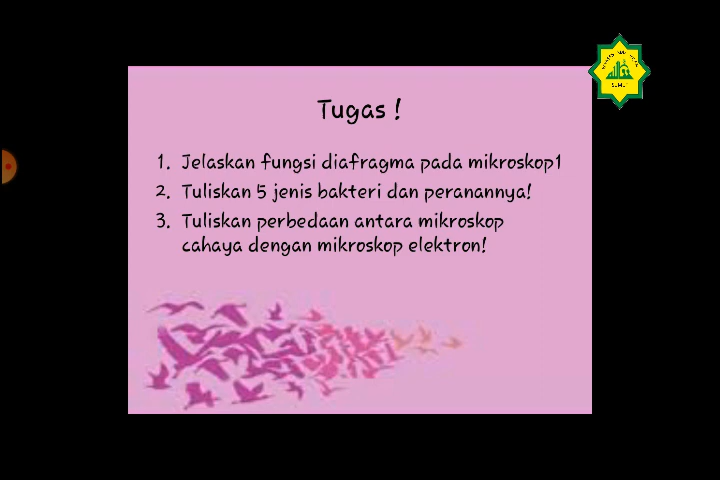 Tugas !
1. Jelaskan fungsi diafragma pada mikroskop1
2. Tuliskan 5 jenis bakteri dan peranannya!
3. Tuliskan perbedaan antara mikroskop
cahaya dengan mikroskop elektron!